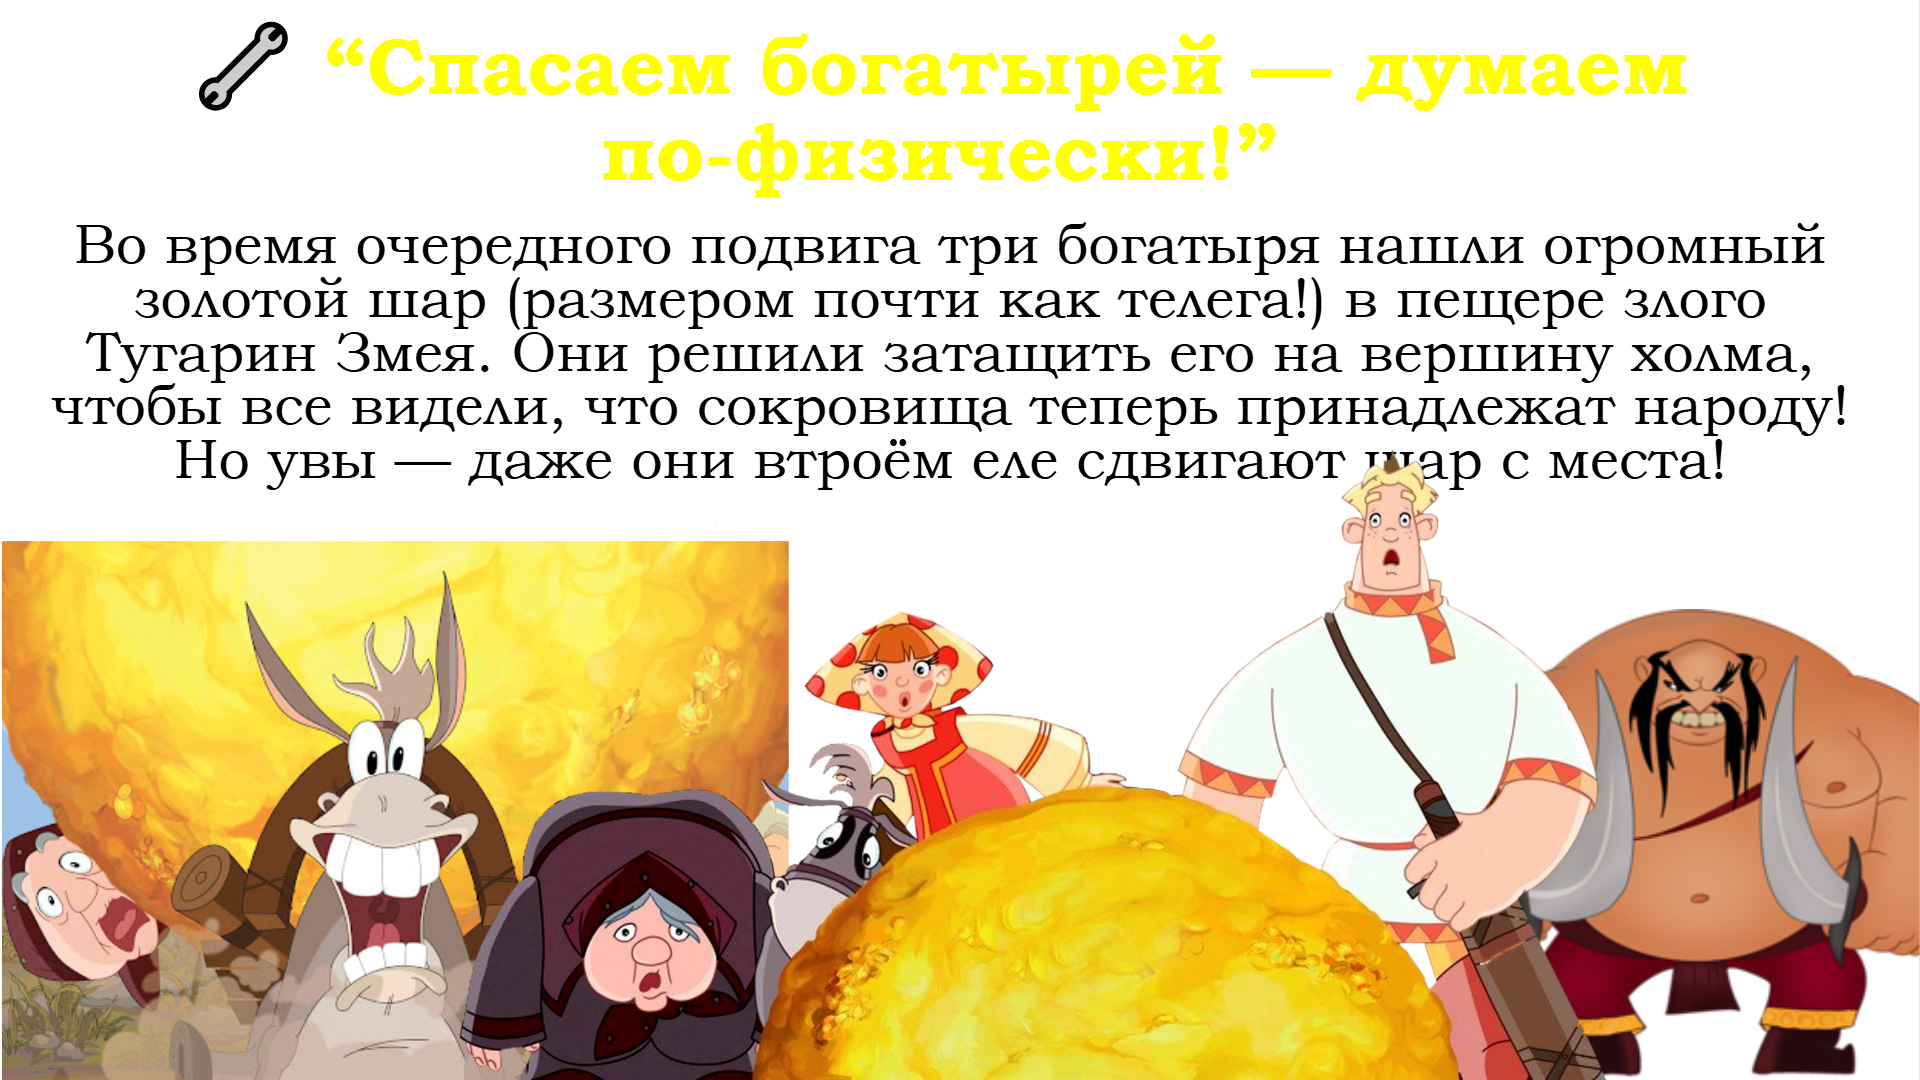 “Спасаем богатырей — думаем
по-физически!”
Во время очередного подвига три богатыря нашли огромный
золотой шар (размером почти как телега!) в пещере злого
Тугарин Змея. Они решили затащить его на вершину холма,
чтобы все видели, что сокровища теперь принадлежат народу!
Но увы — даже они втроём еле сдвигают шар с места!